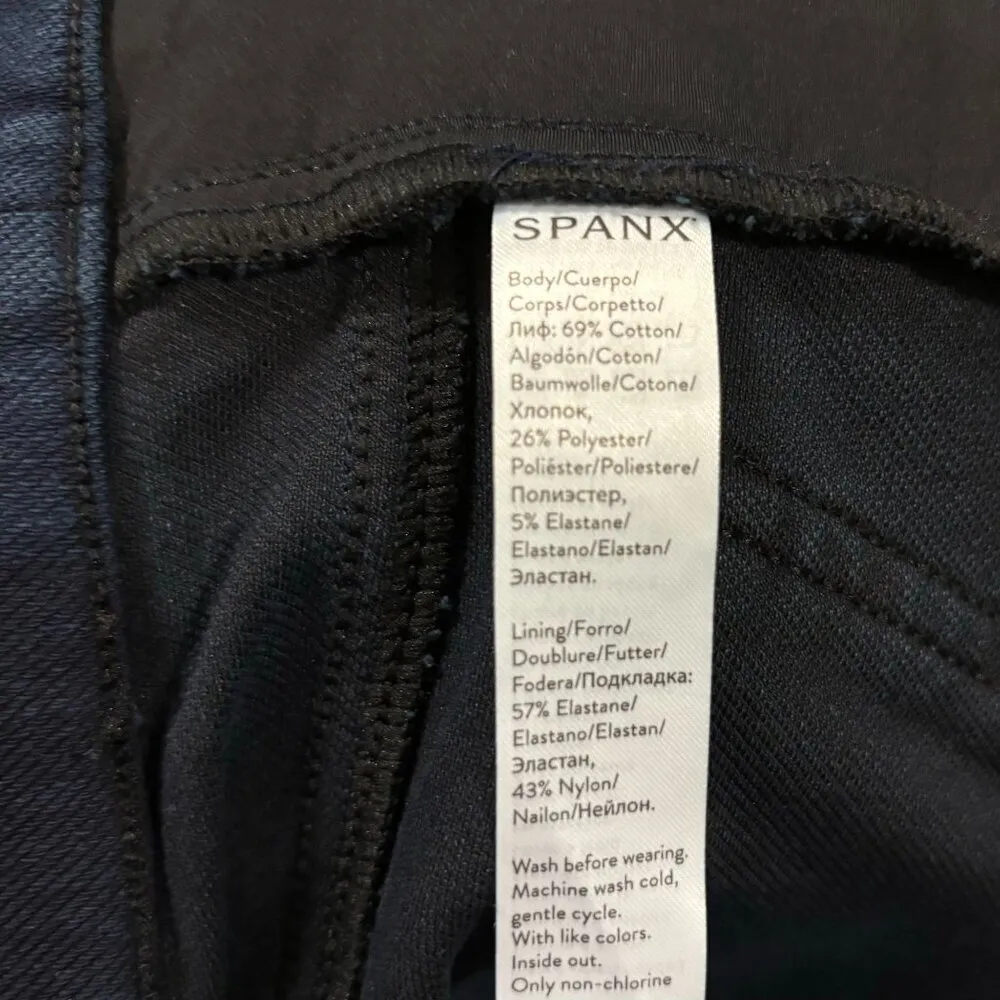 SPANX
Body/Cuerpo/
Corps/Corpetto/
Лиф: 69% Cotton/
Algodón/Coton/
Baumwolle/Cotone/
Хлопок,
26% Polyester/
Poliéster/Poliestere/
Полиэстер,
5% Elastane/
Elastano/Elastan/
Эластан.
Lining/Forro/
Doublure/Futter/
Fodera/Подкладка:
57% Elastane/
Elastano/Elastan/
Эластан,
43% Nylon/
Nailon/Нейлон.
Wash before wearing.
Machine wash cold,
gentle cycle.
With like colors.
Inside out.
Only non-chlorine